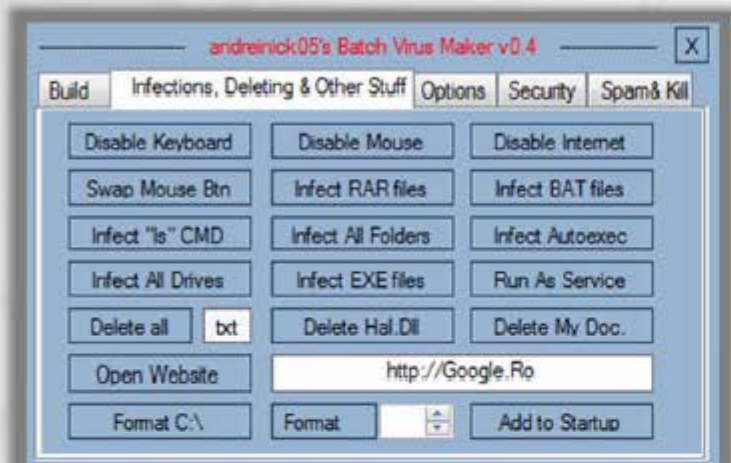 andreinick05's Batch Virus Maker v0.4 X
Build Infections, Deleting & Other Stuff Options Security Spam& Kill
Disable Keyboard Disable Mouse Disable Internet
Swap Mouse Btn Infect RAR files Infect BAT files
Infect "ls" CMD Infect All Folders Infect Autoexec
Infect All Drives Infect EXE files Run As Service
Delete all txt Delete Hal.Dll Delete My Doc.
Open Website http://Google.Ro
Format C:\ Format Add to Startup